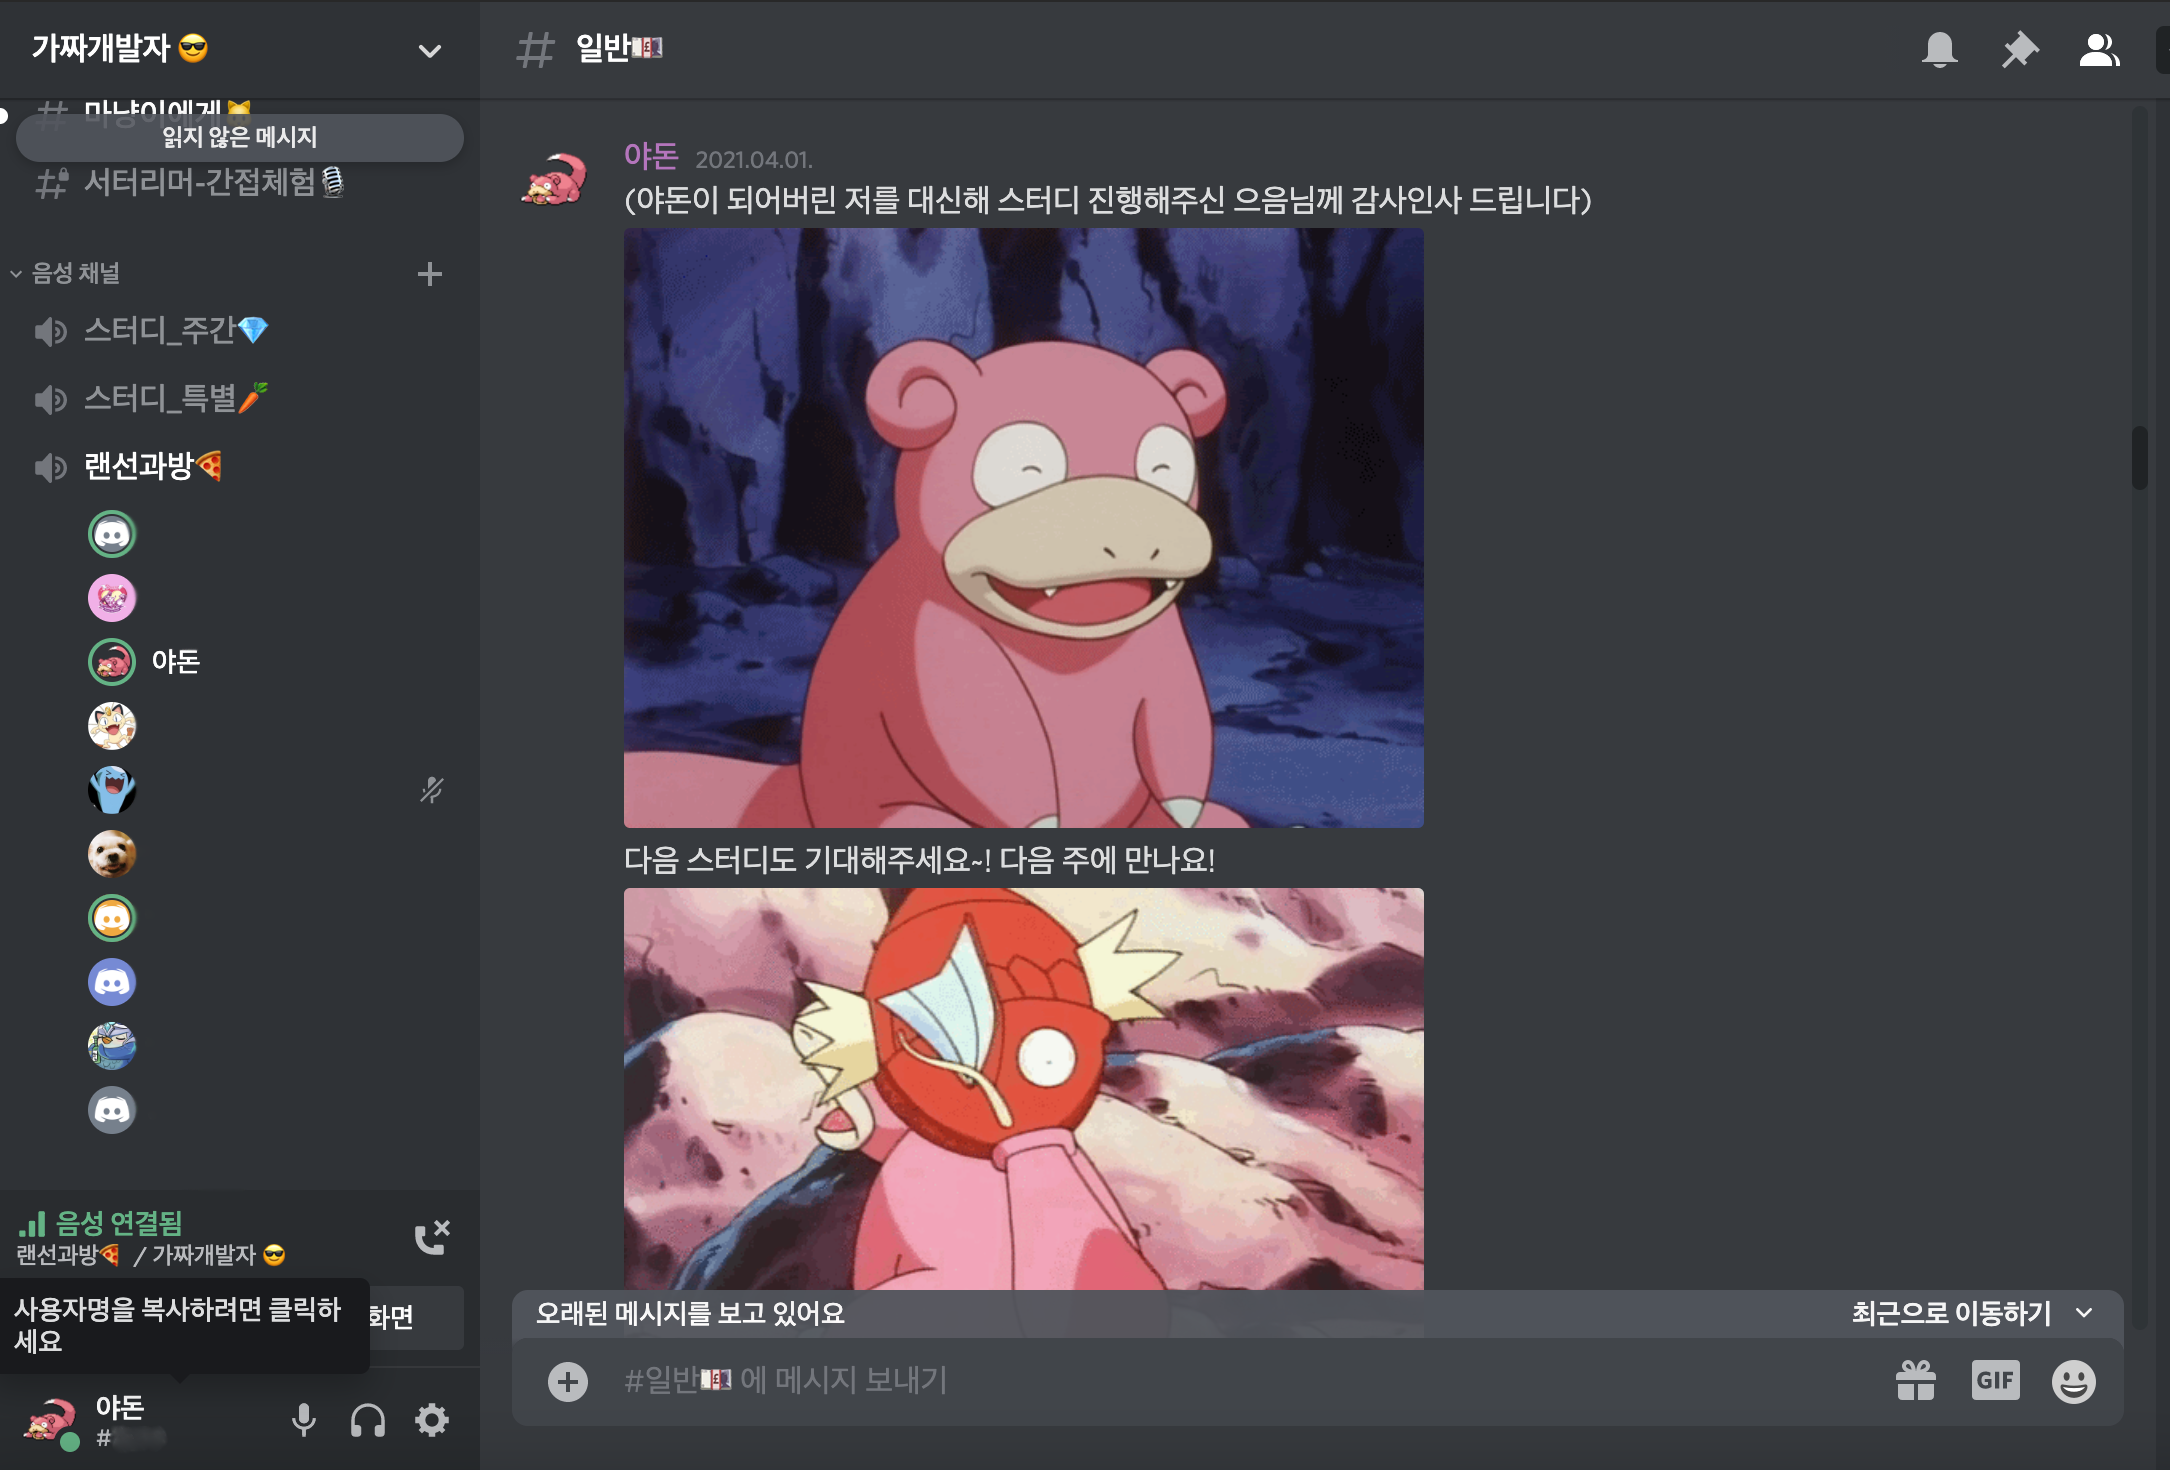 가짜개발자 😎
마냥이에게
읽지 않은 메시지
서터리머-간접체험🎙
음성 채널
스터디_주간💎
스터디_특별🥕
랜선과방🍕
야돈
음성 연결됨
랜선과방🍕 / 가짜개발자 😎
사용자명을 복사하려면 클릭하
세요
화면
야돈
#
# 일반💷
야돈 2021.04.01.
(야돈이 되어버린 저를 대신해 스터디 진행해주신 으음님께 감사인사 드립니다)
다음 스터디도 기대해주세요~! 다음 주에 만나요!
오래된 메시지를 보고 있어요 최근으로 이동하기
#일반💷 에 메시지 보내기
GIF